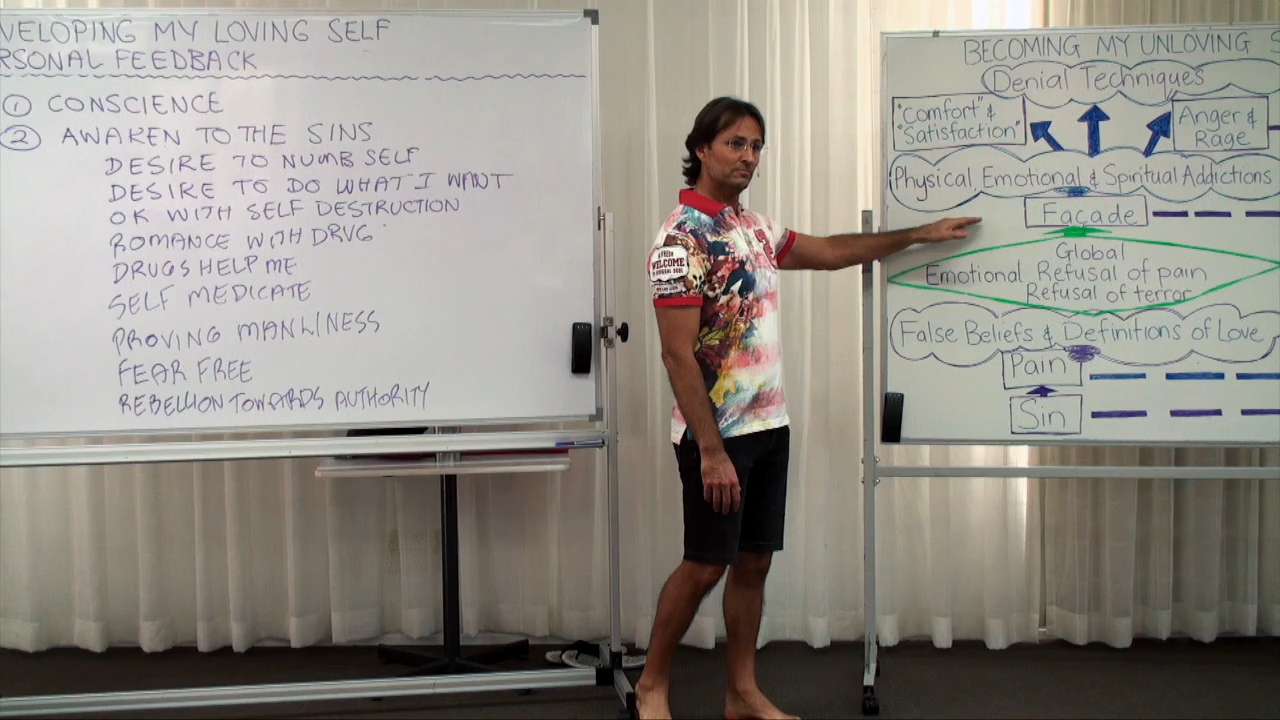 VELOPING MY LOVING SELF
RSONAL FEEDBACK
① CONSCIENCE
② AWAKEN TO THE SINS
DESIRE TO NUMB SELF
DESIRE TO DO WHAT I WANT
OK WITH SELF DESTRUCTION
ROMANCE WITH DRUG
DRUGS HELP ME
SELF MEDICATE
PROVING MANLINESS
FEAR FREE
REBELLION TOWARDS AUTHORITY
WELCOME
BECOMING MY UNLOVING S
Denial Techniques
"Comfort" &
"Satisfaction"
Anger &
Rage
Physical Emotional & Spiritual Addictions
Façade
Global
Emotional Refusal of pain
Refusal of terror
False Beliefs & Definitions of Love
Pain
Sin